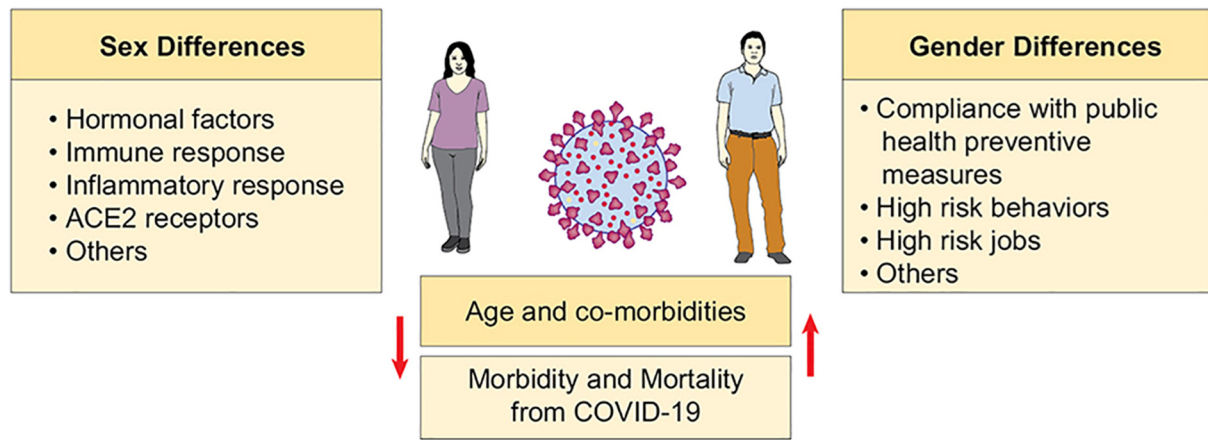 Sex Differences
• Hormonal factors
• Immune response
• Inflammatory response
• ACE2 receptors
• Others
Gender Differences
• Compliance with public
health preventive
measures
• High risk behaviors
• High risk jobs
• Others
Age and co-morbidities
Morbidity and Mortality
from COVID-19